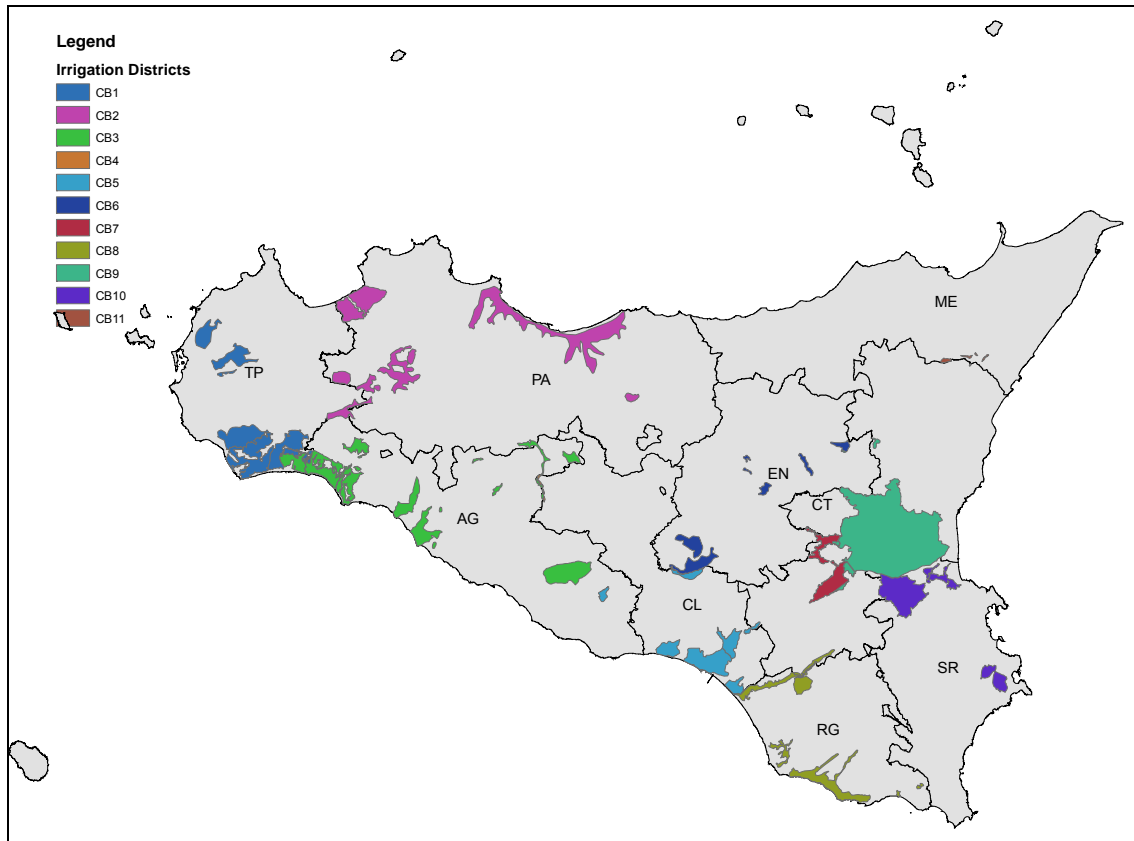 Legend
Irrigation Districts
CB1
CB2
CB3
CB4
CB5
CB6
CB7
CB8
CB9
CB10
CB11
ME
TP
PA
EN
CT
AG
CL
SR
RG